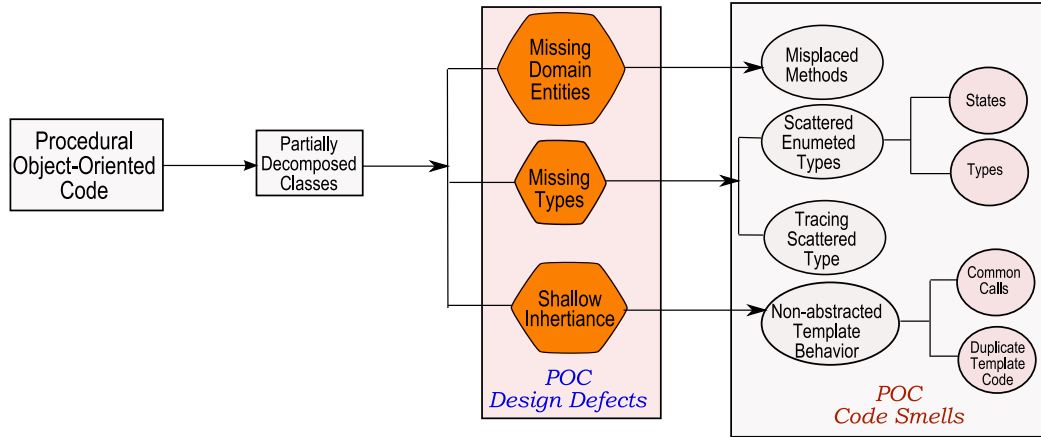 Procedural
Object-Oriented
Code
Partially
Decomposed
Classes
Missing
Domain
Entities
Missing
Types
Shallow
Inhertiance
POC
Design Defects
Misplaced
Methods
Scattered
Enumeted
Types
Tracing
Scattered
Type
Non-abstracted
Template
Behavior
States
Types
Common
Calls
Duplicate
Template
Code
POC
Code Smells